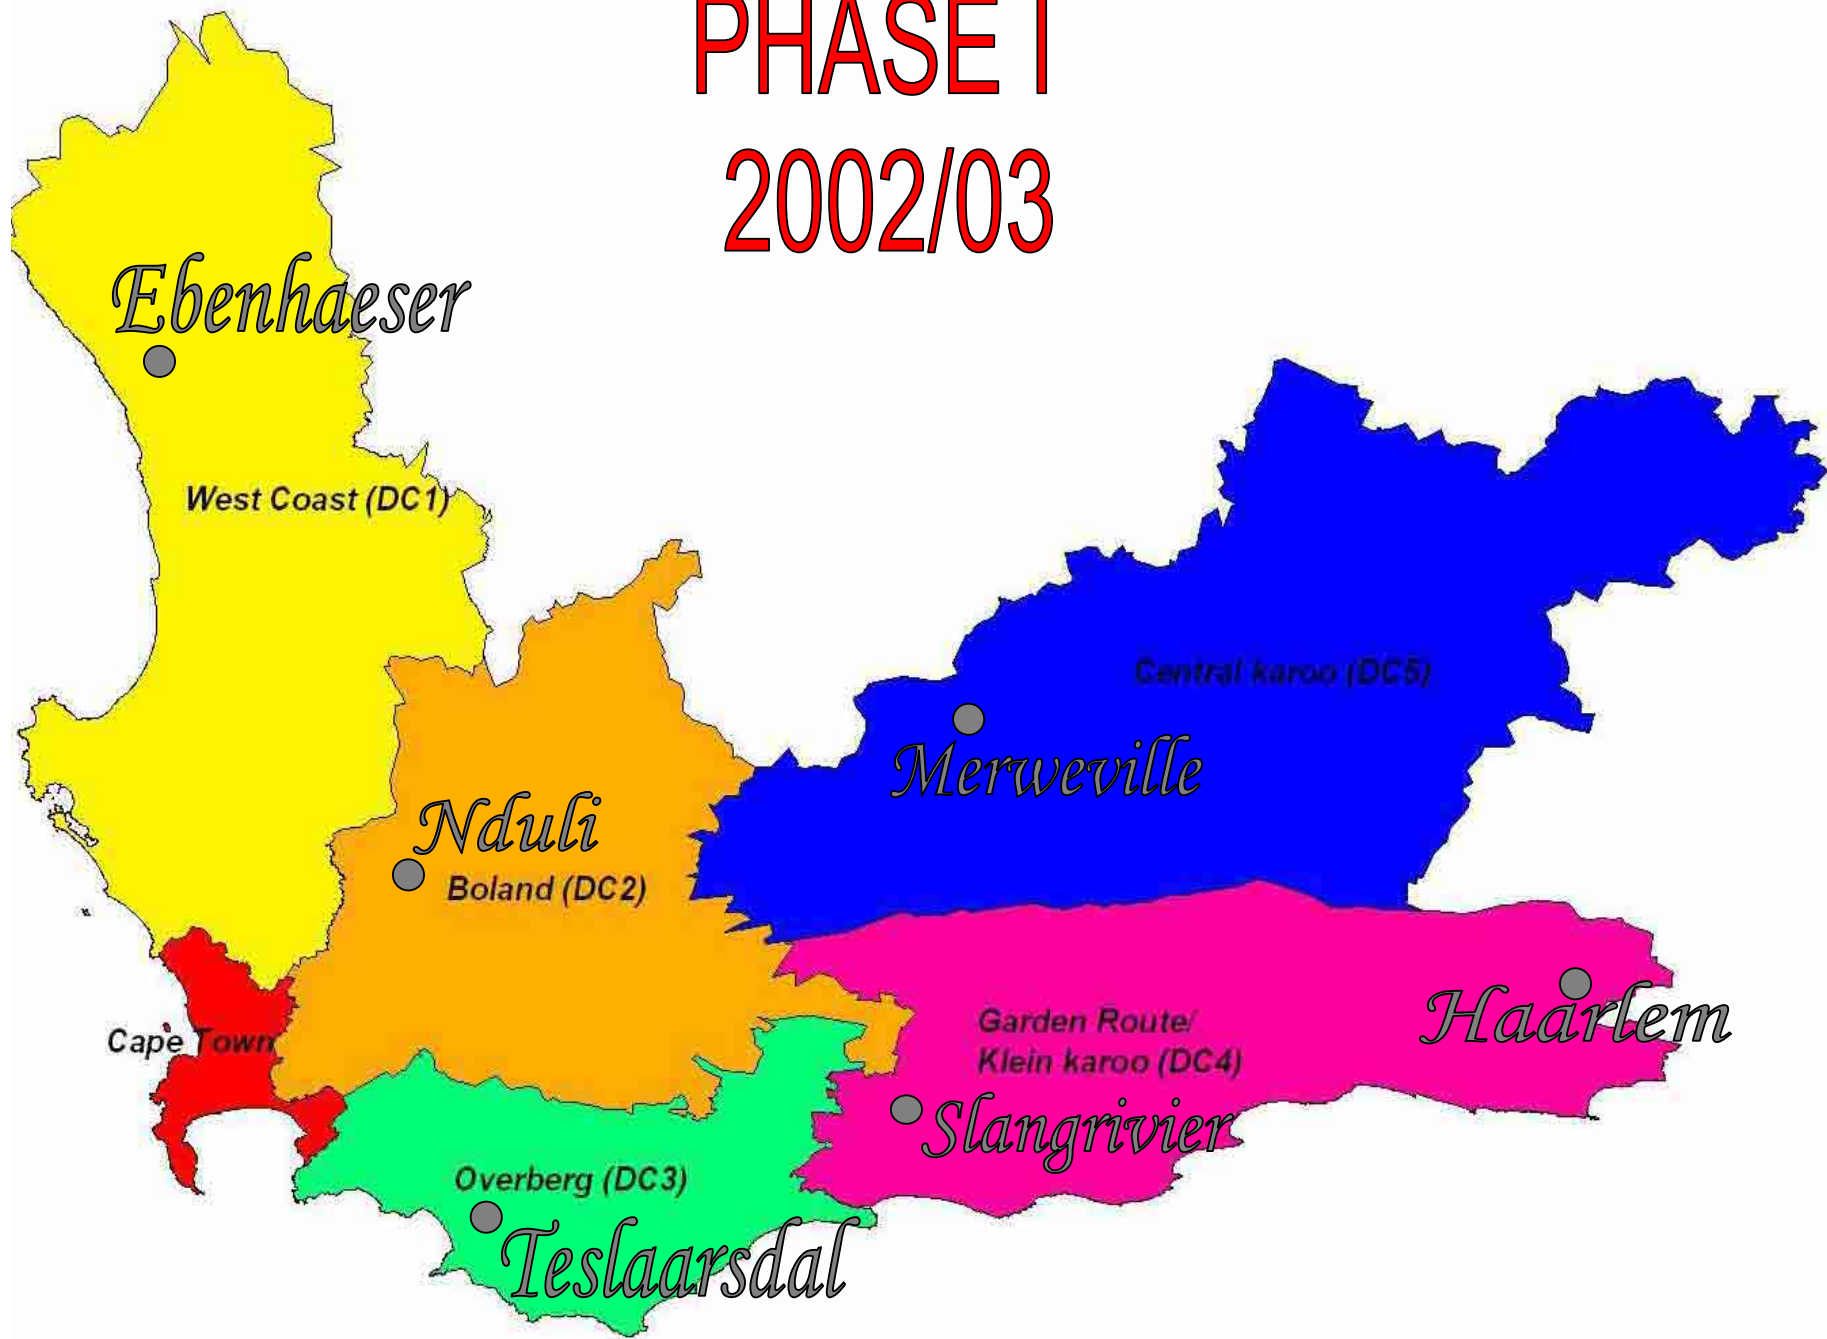 PHASE I
2002/03
Ebenhaeser
West Coast (DC1)
Central karoo (DC5)
Merweville
Nduli
Boland (DC2)
Haarlem
Garden Route/
Klein karoo (DC4)
Cape Town
Slangrivier
Overberg (DC3)
Teslaarsdal